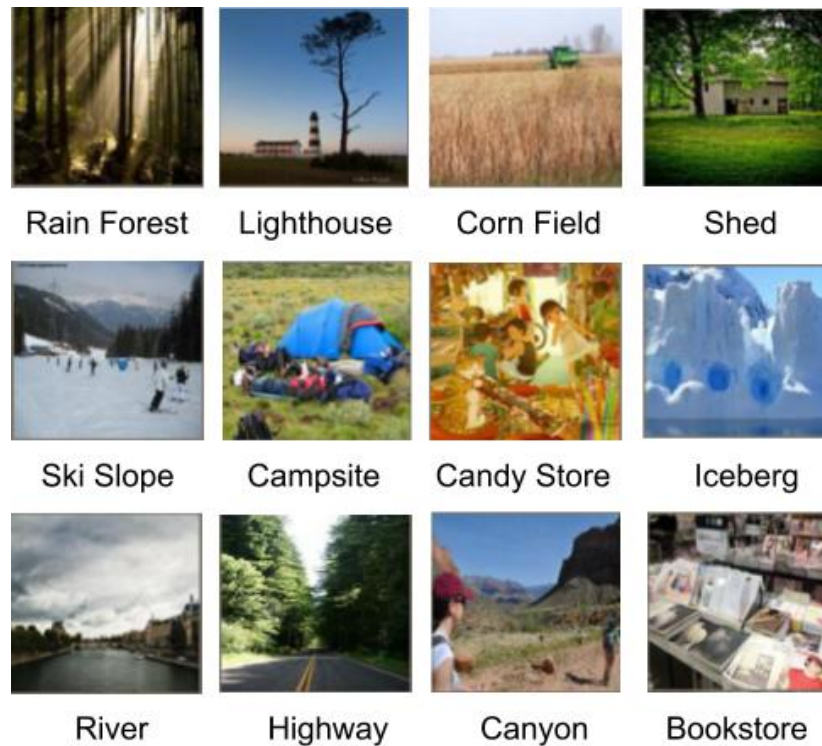 Rain Forest
Lighthouse
Corn Field
Shed
Ski Slope
Campsite
Candy Store
Iceberg
River
Highway
Canyon
Bookstore